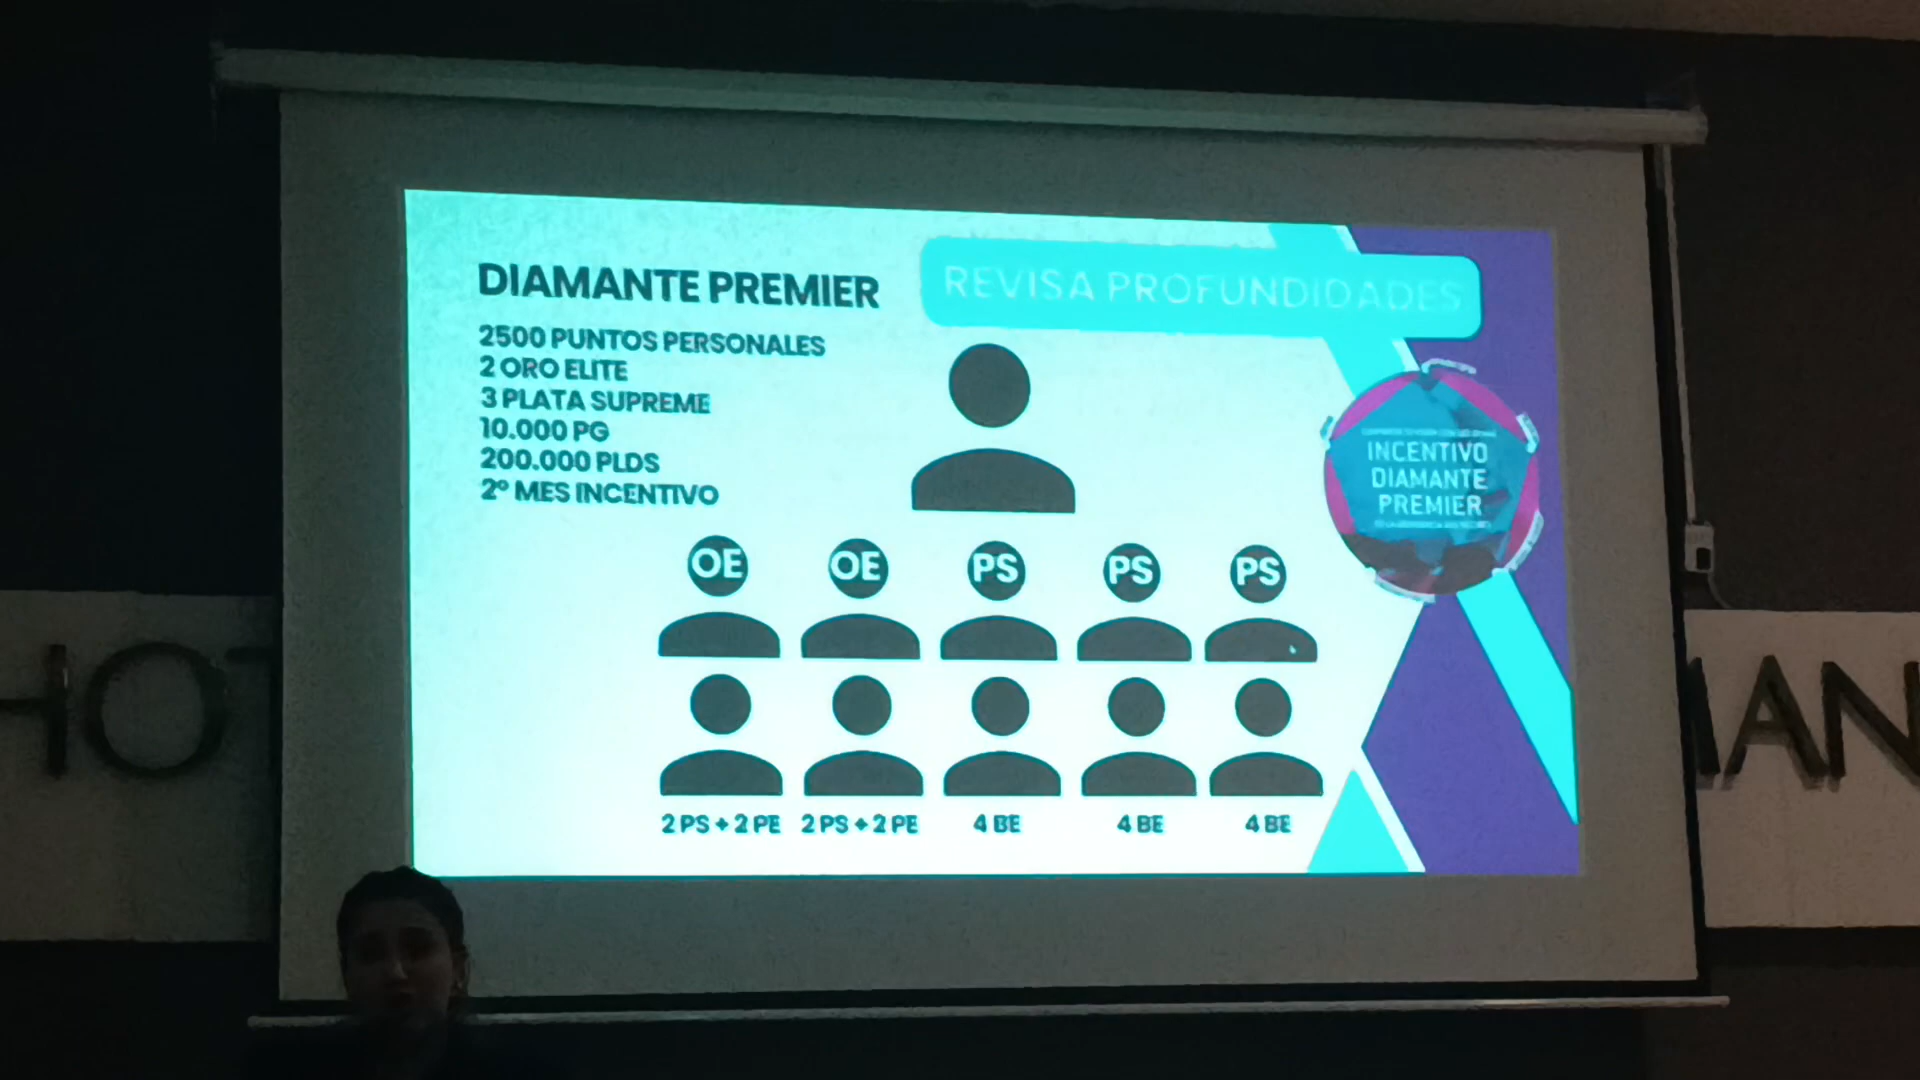 REVISA PROFUNDIDADES
DIAMANTE PREMIER
2500 PUNTOS PERSONALES
2 ORO ELITE
3 PLATA SUPREME
10.000 PG
200.000 PLDS
2º MES INCENTIVO
INCENTIVO
DIAMANTE
PREMIER
OE OE PS PS PS
2 PS + 2 PE 2 PS + 2 PE 4 BE 4 BE 4 BE
HOT
MAN